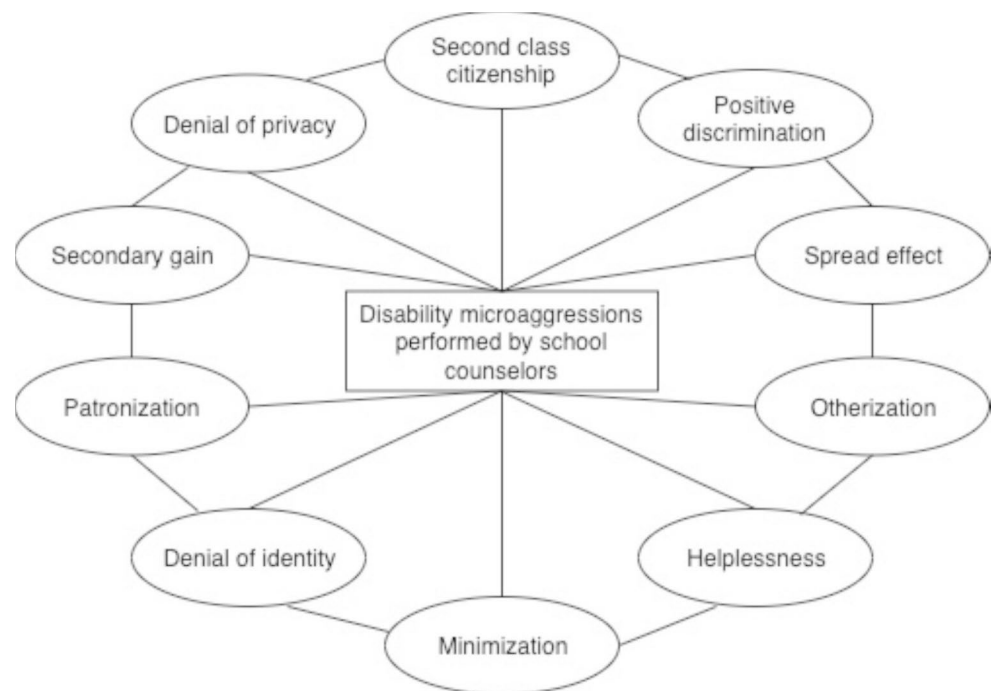 Second class
citizenship
Denial of privacy
Positive
discrimination
Secondary gain
Spread effect
Disability microaggressions
performed by school
counselors
Patronization
Otherization
Denial of identity
Helplessness
Minimization